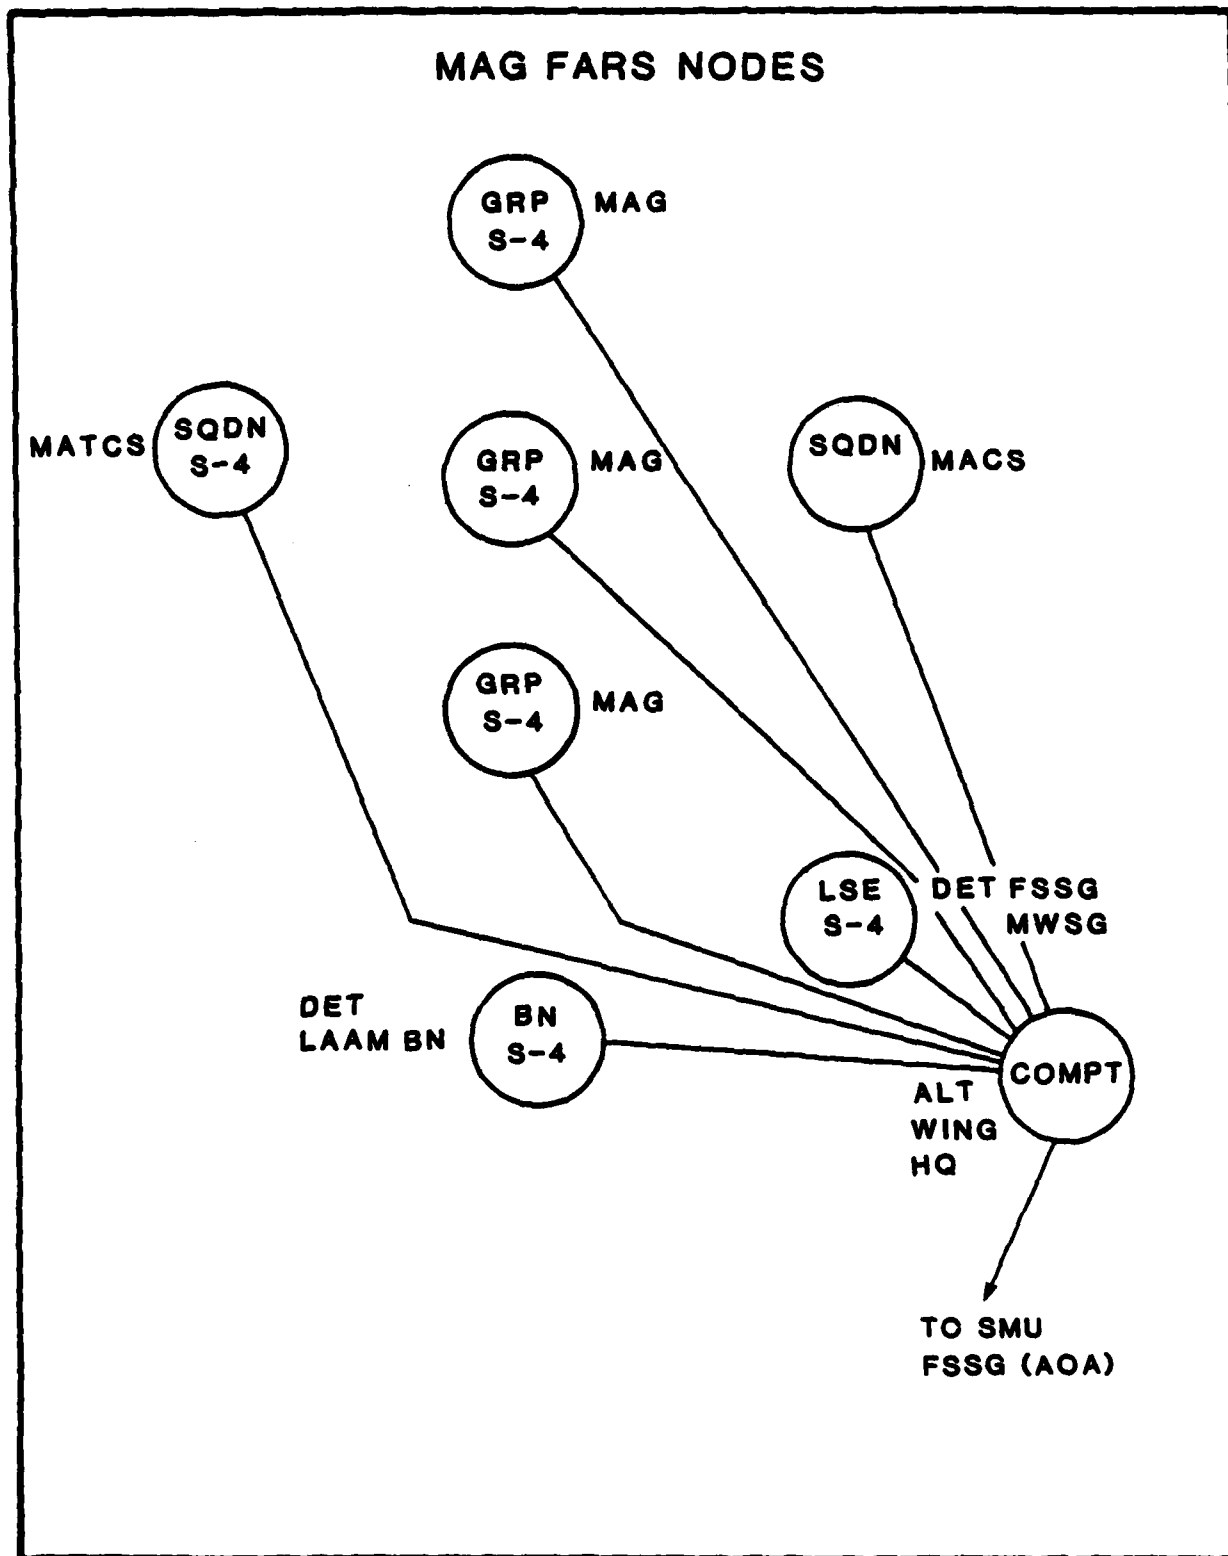 MAG FARS NODES
GRP
S-4
MAG
SQDN
S-4
MATCS
GRP
S-4
MAG
SQDN
MACS
GRP
S-4
MAG
LSE
S-4
DET FSSG
MWSG
DET
LAAM BN
BN
S-4
COMPT
ALT
WING
HQ
TO SMU
FSSG (AOA)